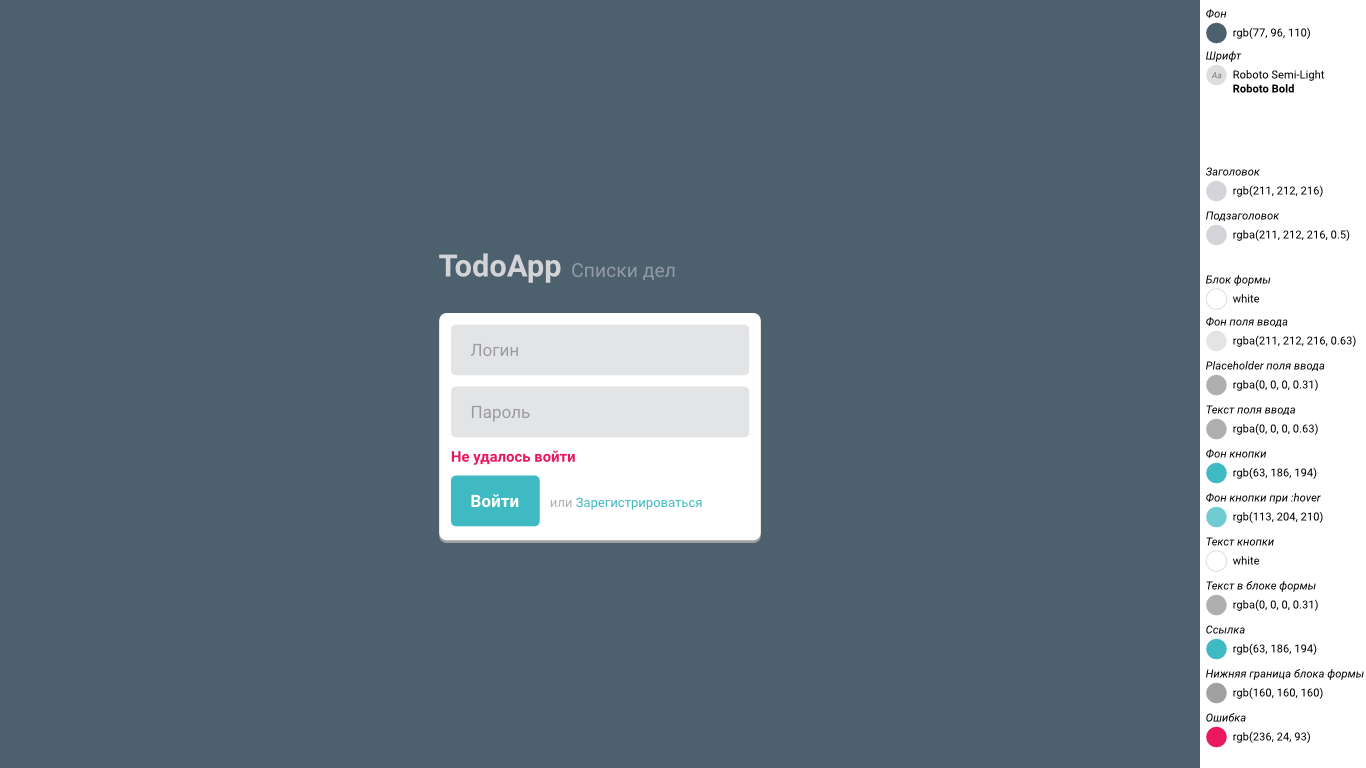 TodoApp Списки дел
Логин
Пароль
Не удалось войти
Войти или Зарегистрироваться
Фон
rgb(77, 96, 110)
Шрифт
Aa Roboto Semi-Light
Roboto Bold
Заголовок
rgb(211, 212, 216)
Подзаголовок
rgba(211, 212, 216, 0.5)
Блок формы
white
Фон поля ввода
rgba(211, 212, 216, 0.63)
Placeholder поля ввода
rgba(0, 0, 0, 0.31)
Текст поля ввода
rgba(0, 0, 0, 0.63)
Фон кнопки
rgb(63, 186, 194)
Фон кнопки при :hover
rgb(113, 204, 210)
Текст кнопки
white
Текст в блоке формы
rgba(0, 0, 0, 0.31)
Ссылка
rgb(63, 186, 194)
Нижняя граница блока формы
rgb(160, 160, 160)
Ошибка
rgb(236, 24, 93)